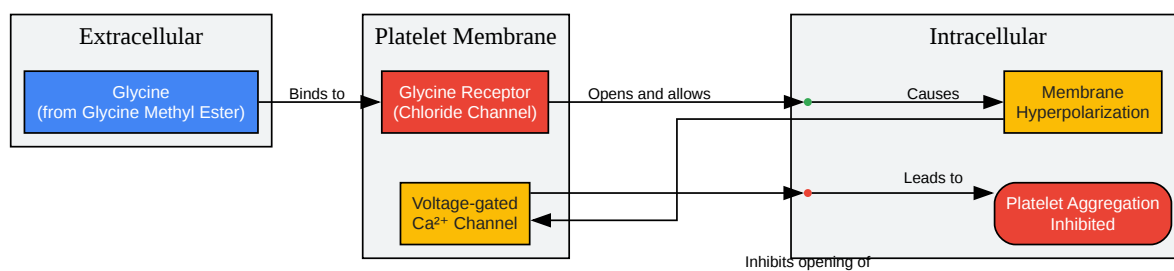 Extracellular
Platelet Membrane
Intracellular
Glycine
(from Glycine Methyl Ester)
Binds to
Glycine Receptor
(Chloride Channel)
Opens and allows
Causes
Membrane
Hyperpolarization
Voltage-gated
Ca²⁺ Channel
Leads to
Platelet Aggregation
Inhibited
Inhibits opening of